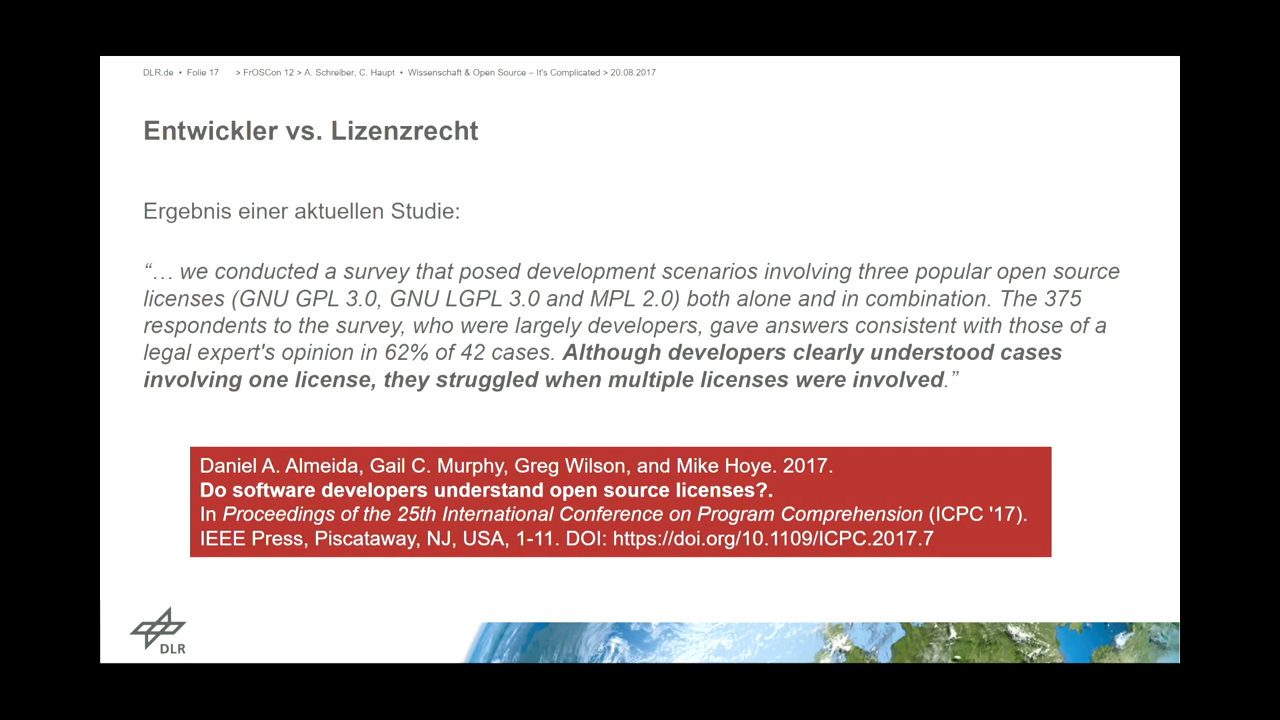 DLR.de • Folie 17 > FrOSCon 12 > A. Schreiber, C. Haupt • Wissenschaft & Open Source – It's Complicated > 20.08.2017
Entwickler vs. Lizenzrecht
Ergebnis einer aktuellen Studie:
“… we conducted a survey that posed development scenarios involving three popular open source
licenses (GNU GPL 3.0, GNU LGPL 3.0 and MPL 2.0) both alone and in combination. The 375
respondents to the survey, who were largely developers, gave answers consistent with those of a
legal expert's opinion in 62% of 42 cases. Although developers clearly understood cases
involving one license, they struggled when multiple licenses were involved.”
Daniel A. Almeida, Gail C. Murphy, Greg Wilson, and Mike Hoye. 2017.
Do software developers understand open source licenses?.
In Proceedings of the 25th International Conference on Program Comprehension (ICPC '17).
IEEE Press, Piscataway, NJ, USA, 1-11. DOI: https://doi.org/10.1109/ICPC.2017.7
DLR